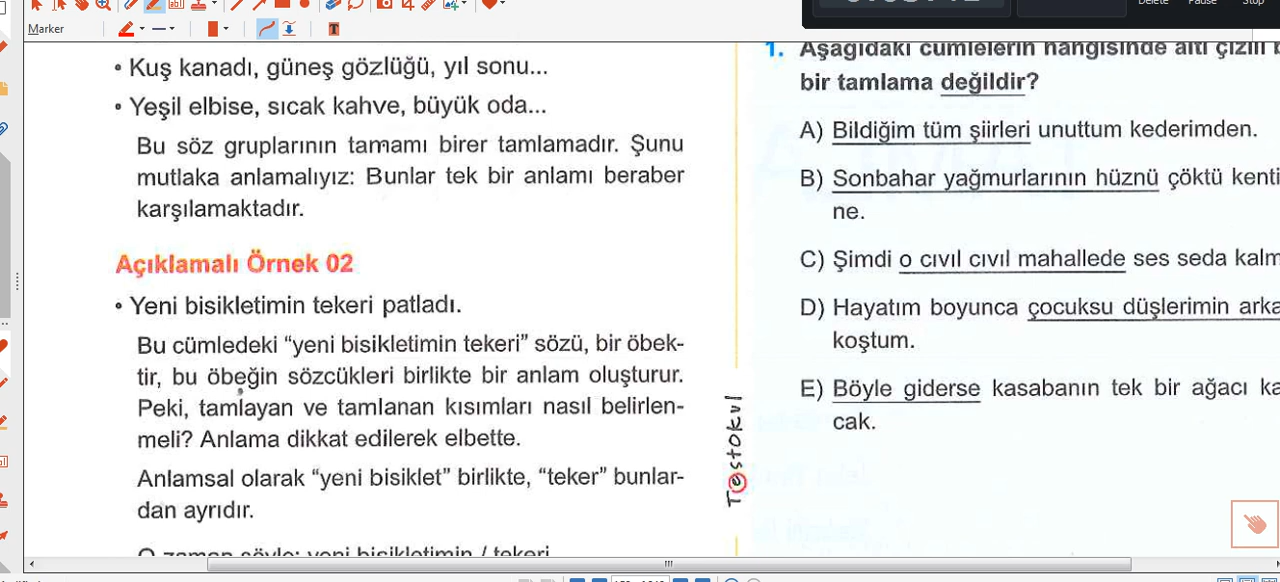 Delete Pause Stop
Marker
• Kuş kanadı, güneş gözlüğü, yıl sonu...
• Yeşil elbise, sıcak kahve, büyük oda...
Bu söz gruplarının tamamı birer tamlamadır. Şunu
mutlaka anlamalıyız: Bunlar tek bir anlamı beraber
karşılamaktadır.
Açıklamalı Örnek 02
• Yeni bisikletimin tekeri patladı.
Bu cümledeki “yeni bisikletimin tekeri” sözü, bir öbek-
tir, bu öbeğin sözcükleri birlikte bir anlam oluşturur.
Peki, tamlayan ve tamlanan kısımları nasıl belirlen-
meli? Anlama dikkat edilerek elbette.
Anlamsal olarak “yeni bisiklet” birlikte, “teker” bunlar-
dan ayrıdır.
O zaman şöyle: yeni bisikletimin / tekeri
Testokul
1. Aşağıdaki cümlelerin hangisinde altı çizili
bir tamlama değildir?
A) Bildiğim tüm şiirleri unuttum kederimden.
B) Sonbahar yağmurlarının hüznü çöktü kenti
ne.
C) Şimdi o cıvıl cıvıl mahallede ses seda kalm
D) Hayatım boyunca çocuksu düşlerimin arka
koştum.
E) Böyle giderse kasabanın tek bir ağacı ka
cak.